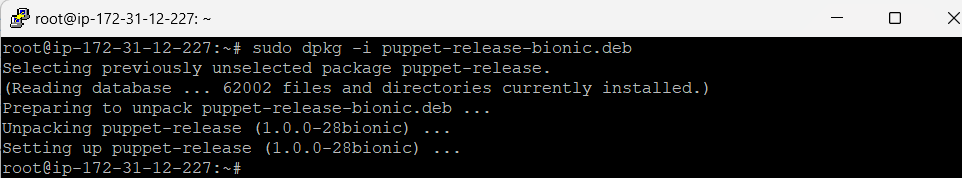 root@ip-172-31-12-227: ~
root@ip-172-31-12-227:~# sudo dpkg -i puppet-release-bionic.deb
Selecting previously unselected package puppet-release.
(Reading database ... 62002 files and directories currently installed.)
Preparing to unpack puppet-release-bionic.deb ...
Unpacking puppet-release (1.0.0-28bionic) ...
Setting up puppet-release (1.0.0-28bionic) ...
root@ip-172-31-12-227:~#